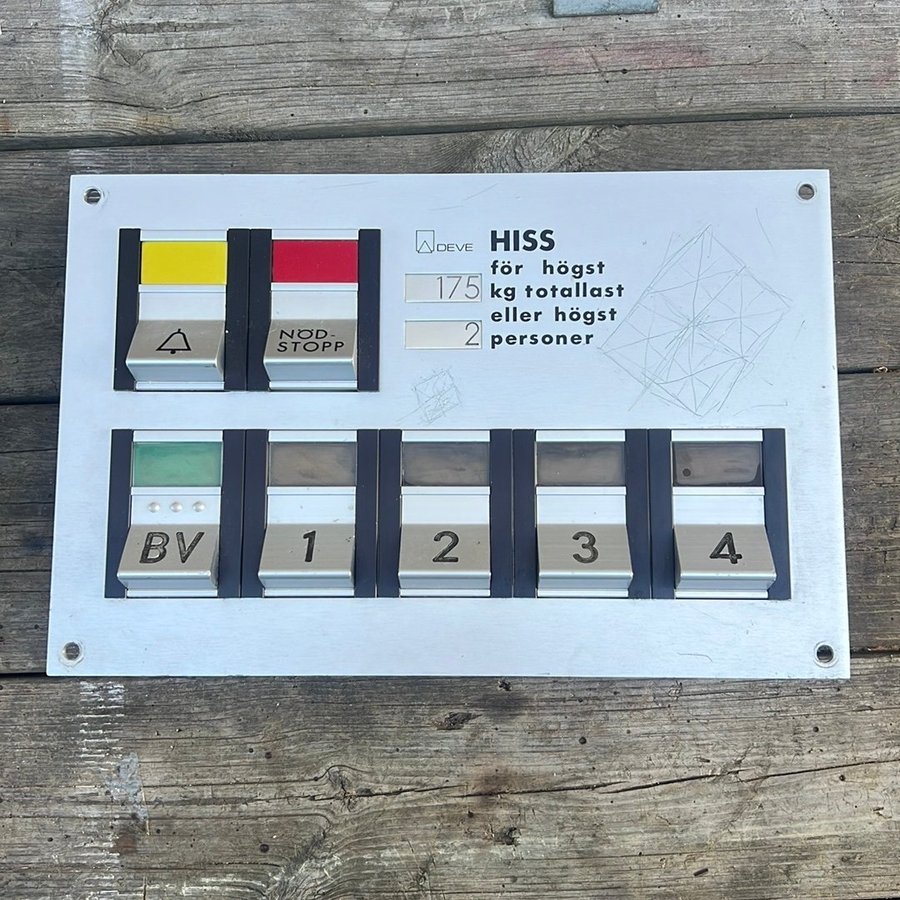 DEVE HISS
för högst
175 kg totallast
eller högst
2 personer
NÖD-
STOPP
BV 1 2 3 4